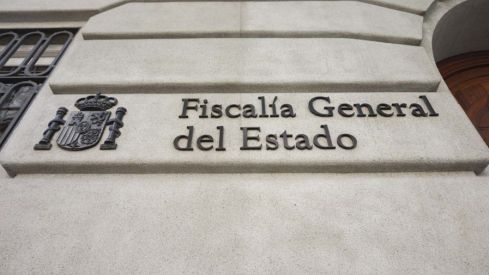 Fiscalía General
del Estado